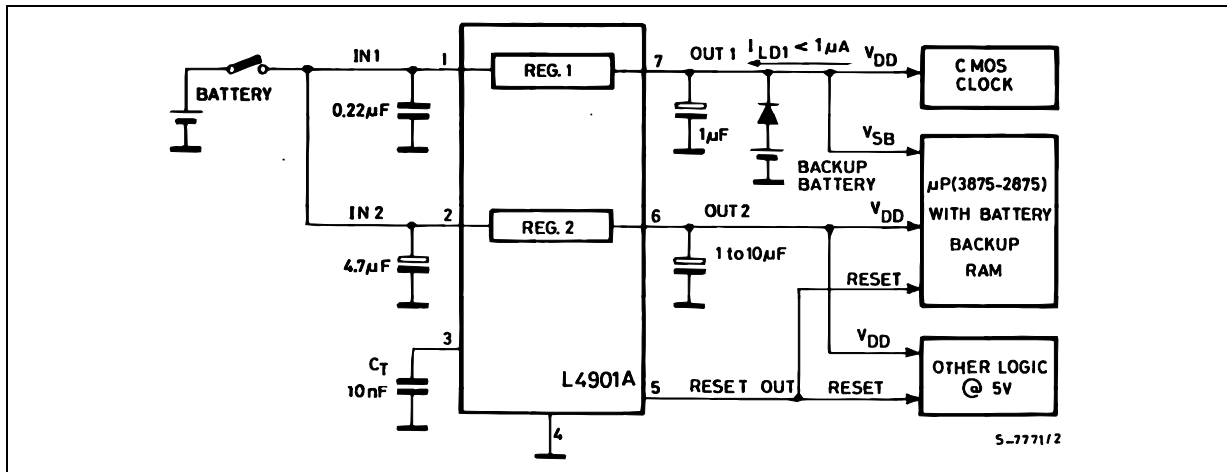 IN 1
1
REG. 1
7
OUT 1
I LD1 < 1µA
V DD
CMOS
CLOCK
BATTERY
0.22µF
1µF
BACKUP
BATTERY
V SB
µP(3875-2875)
WITH BATTERY
BACKUP
RAM
IN 2
2
REG. 2
6
OUT 2
V DD
4.7µF
1 to 10µF
RESET
3
C T
10nF
L4901A
5
RESET OUT
RESET
V DD
OTHER LOGIC
@ 5V
4
S-7771/2